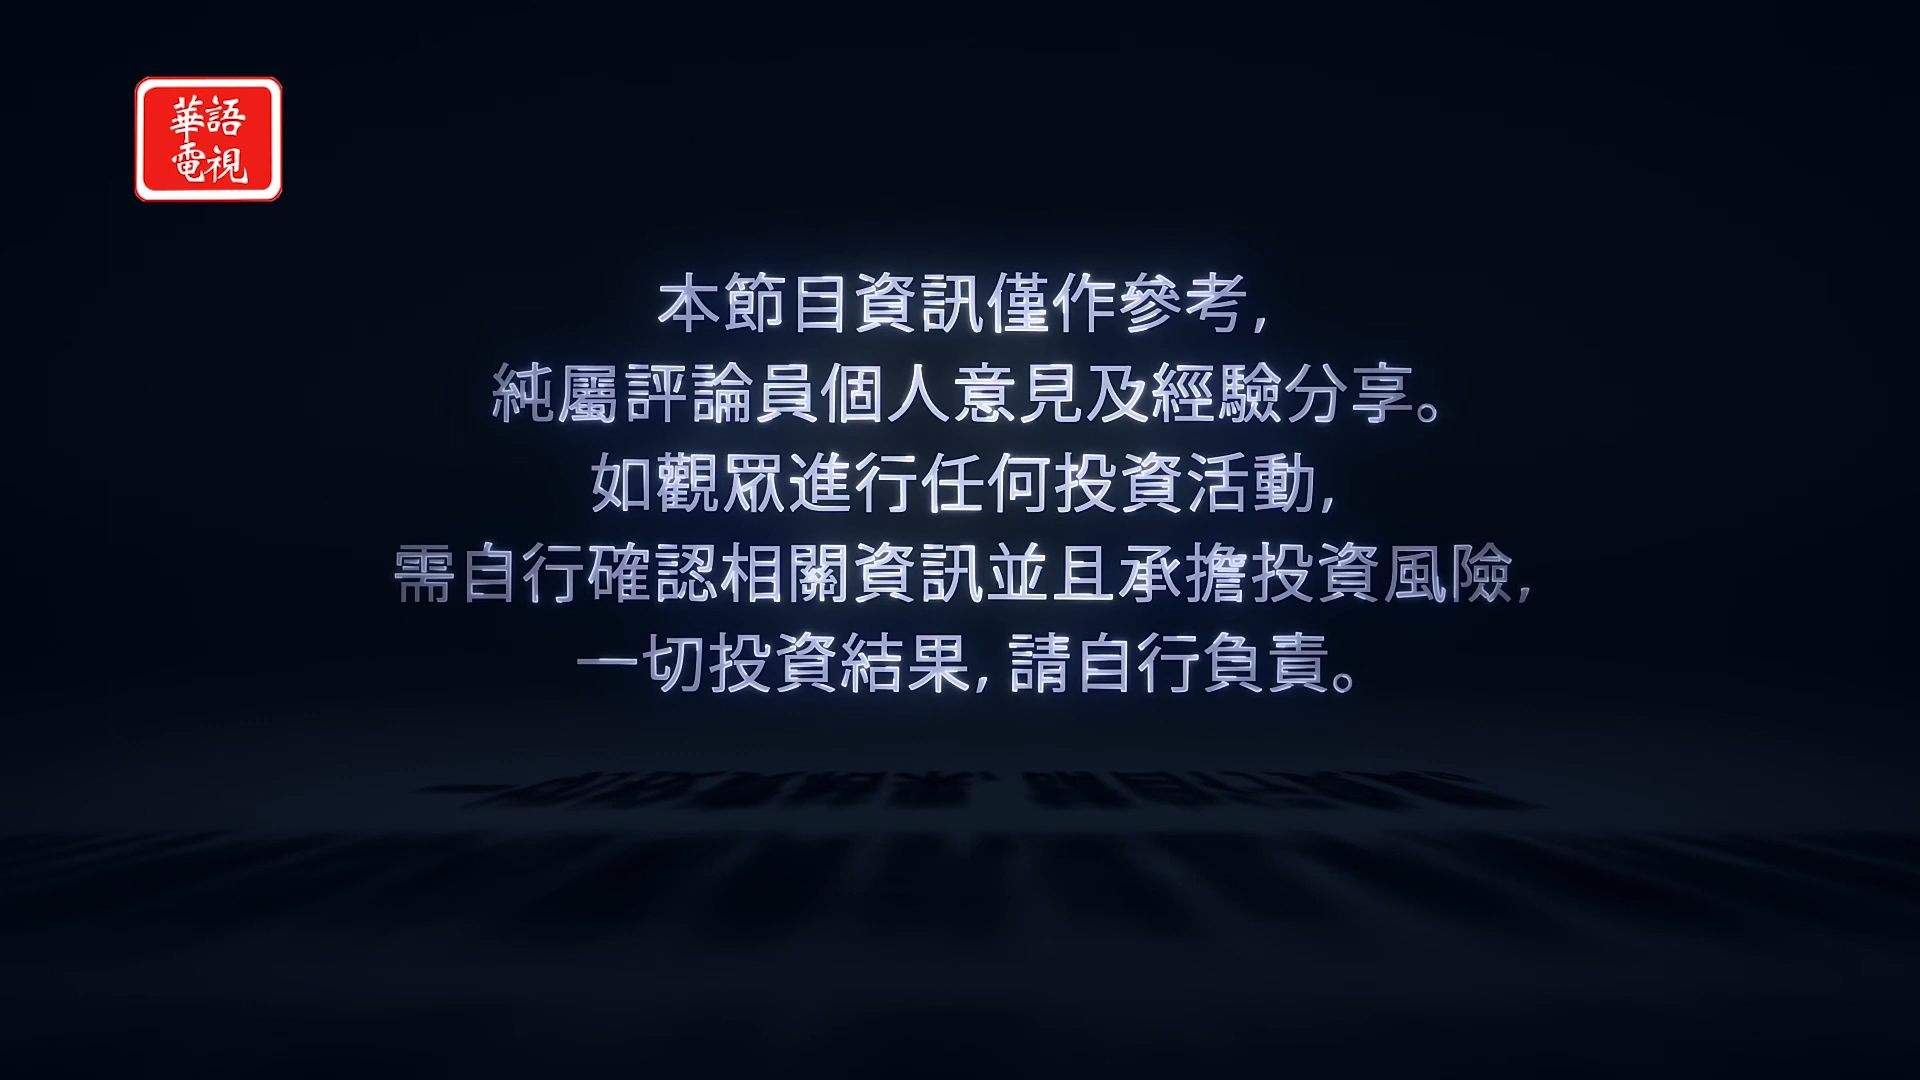 華語
電視
本節目資訊僅作參考,
純屬評論員個人意見及經驗分享。
如觀眾進行任何投資活動,
需自行確認相關資訊並且承擔投資風險,
一切投資結果, 請自行負責。